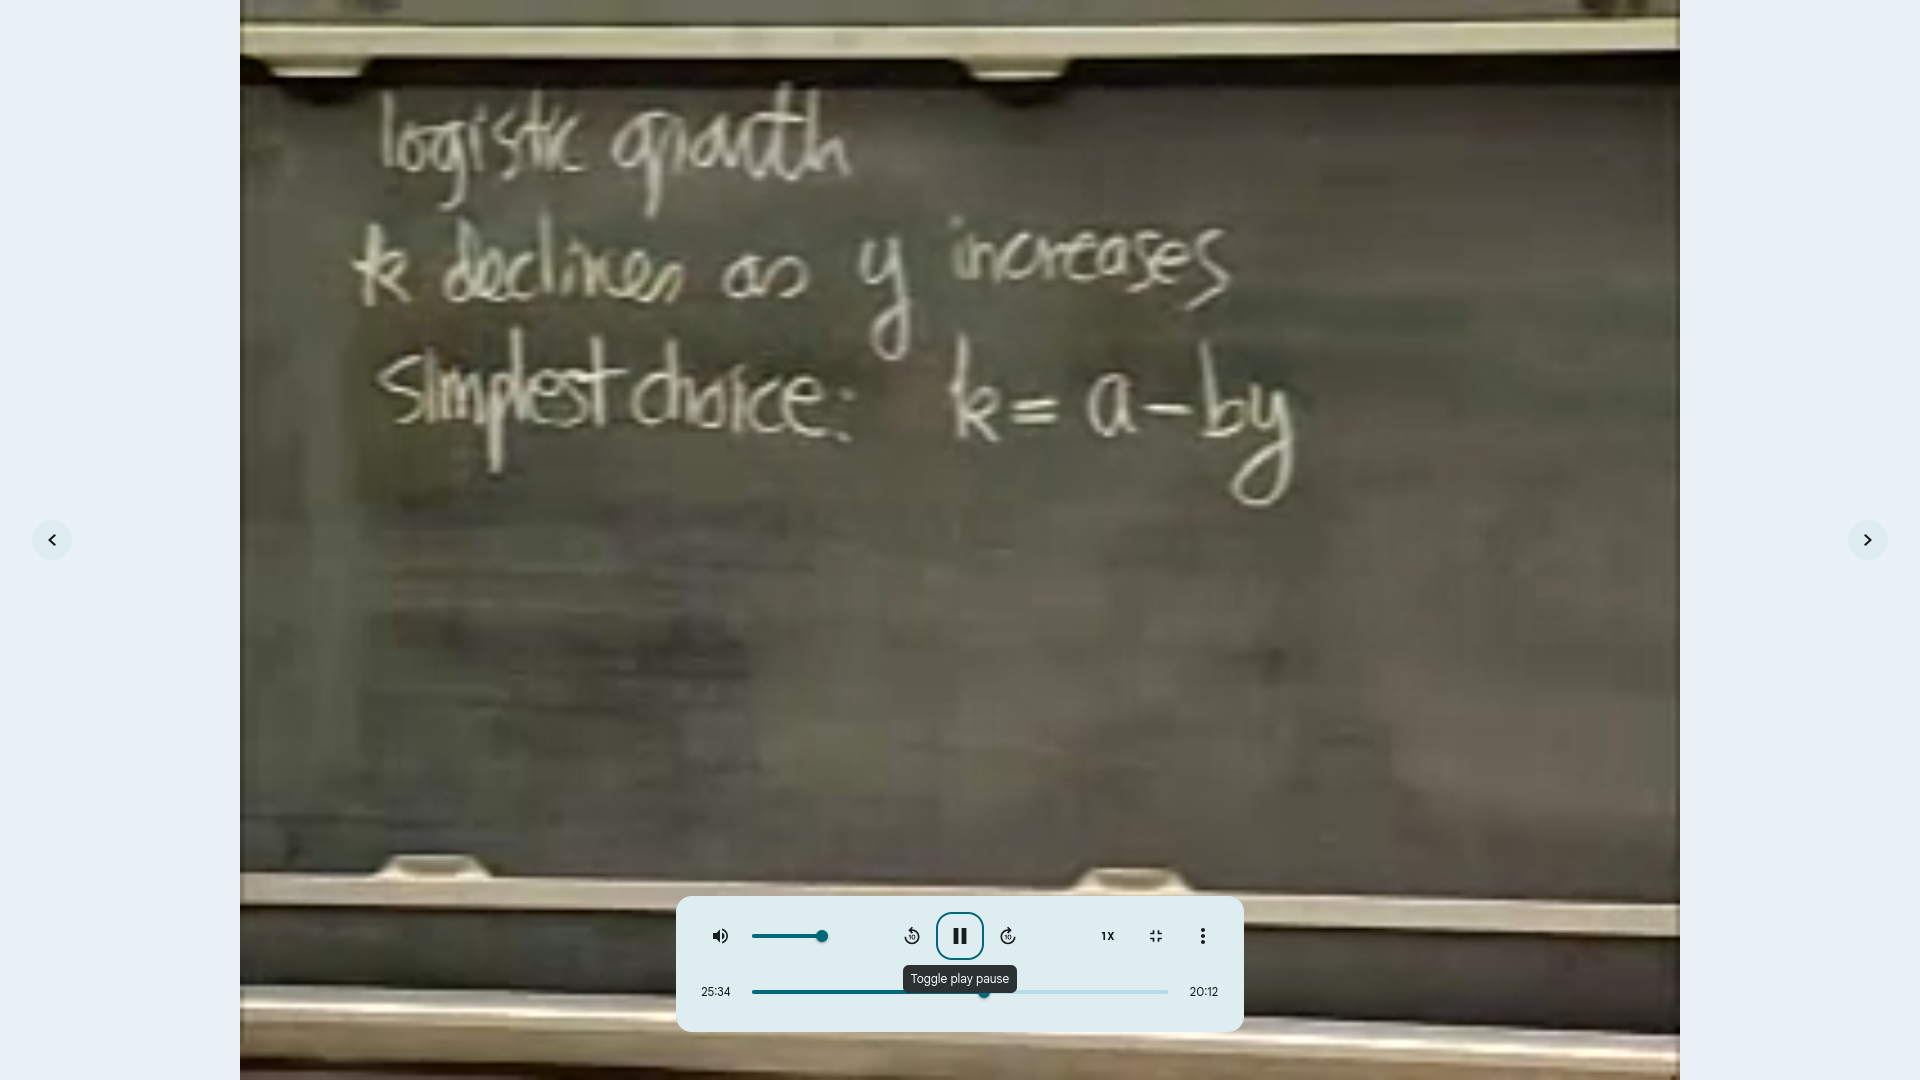 logistic growth
k declines as y increases
simplest choice: k = a - by
10
10
1X
Toggle play pause
25:34
20:12